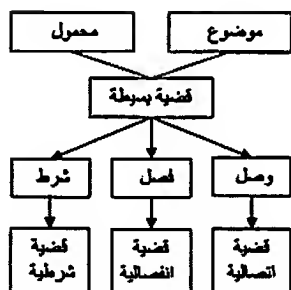 موضوع
محمول
قضية بسيطة
وصل
فصل
شرط
قضية
اتصالية
قضية
انفصالية
قضية
شرطية